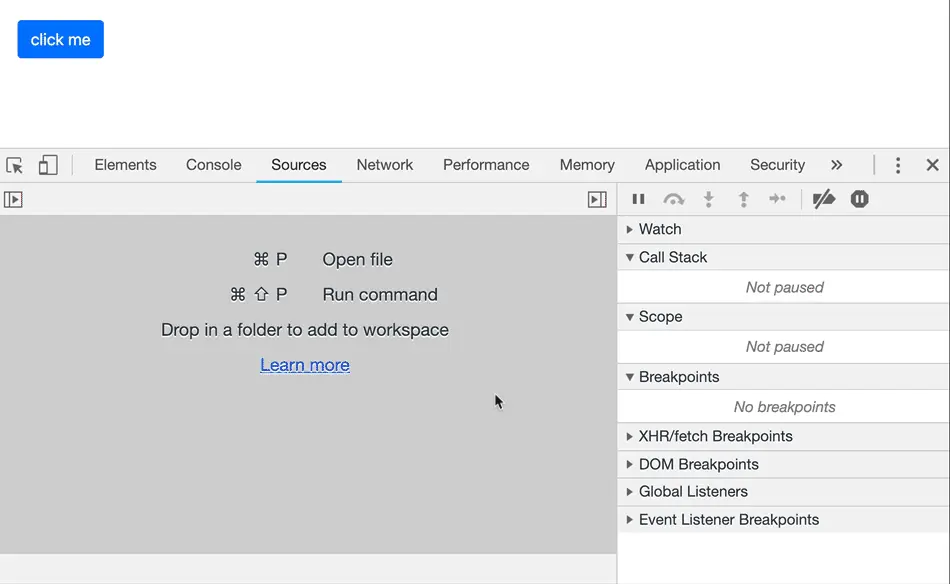 click me
Elements Console Sources Network Performance Memory Application Security »
Watch
Call Stack
⌘ P Open file
Not paused
⌘ ⇧ P Run command
Scope
Drop in a folder to add to workspace
Not paused
Learn more
Breakpoints
No breakpoints
XHR/fetch Breakpoints
DOM Breakpoints
Global Listeners
Event Listener Breakpoints